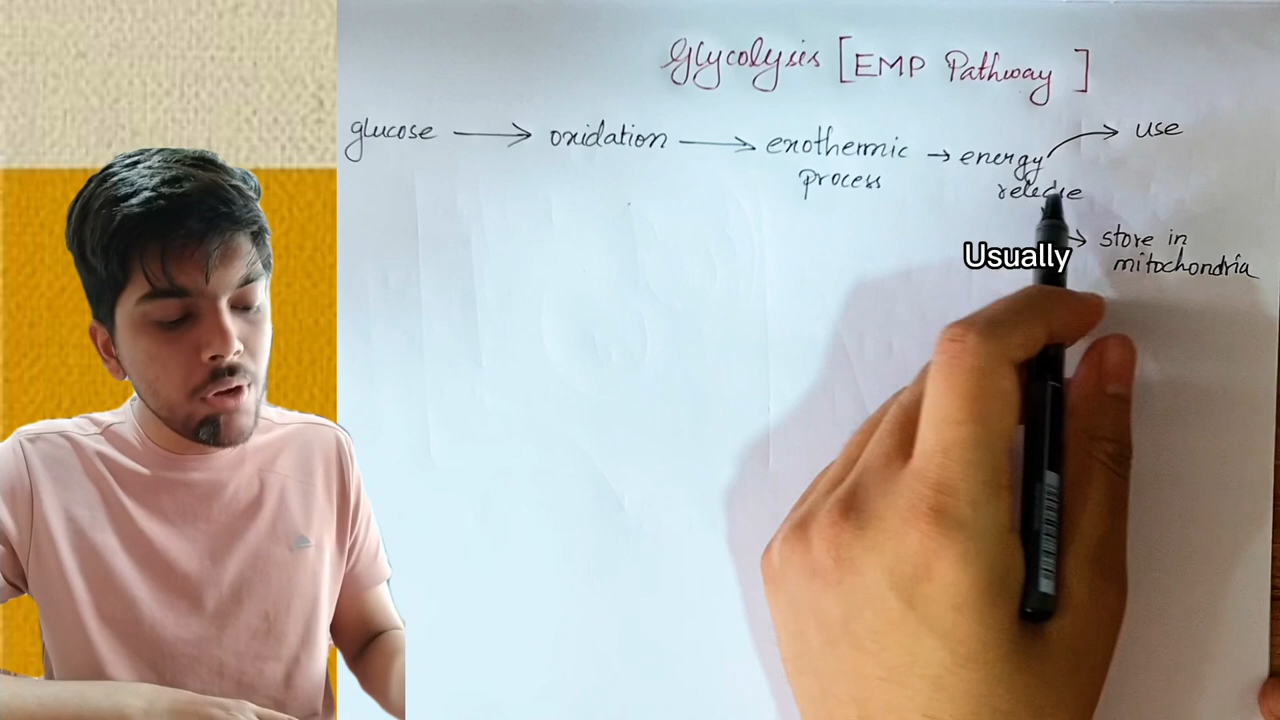 Glycolysis [EMP Pathway ]
glucose → oxidation → exothermic → energy → use
process release
→ store in
mitochondria
Usually